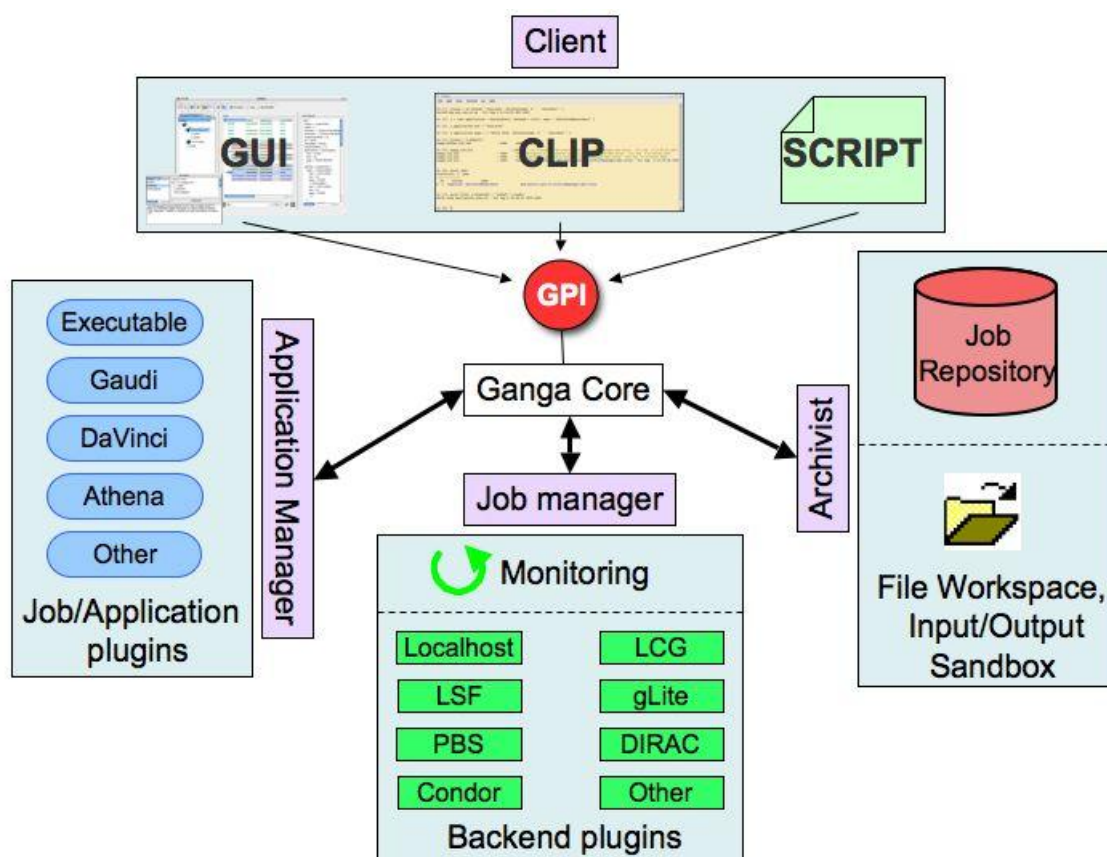 Client
GUI
CLIP
SCRIPT
GPI
Executable
Gaudi
DaVinci
Athena
Other
Job/Application
plugins
Application Manager
Ganga Core
Job manager
Monitoring
Localhost
LCG
LSF
gLite
PBS
DIRAC
Condor
Other
Backend plugins
Archivist
Job
Repository
File Workspace,
Input/Output
Sandbox